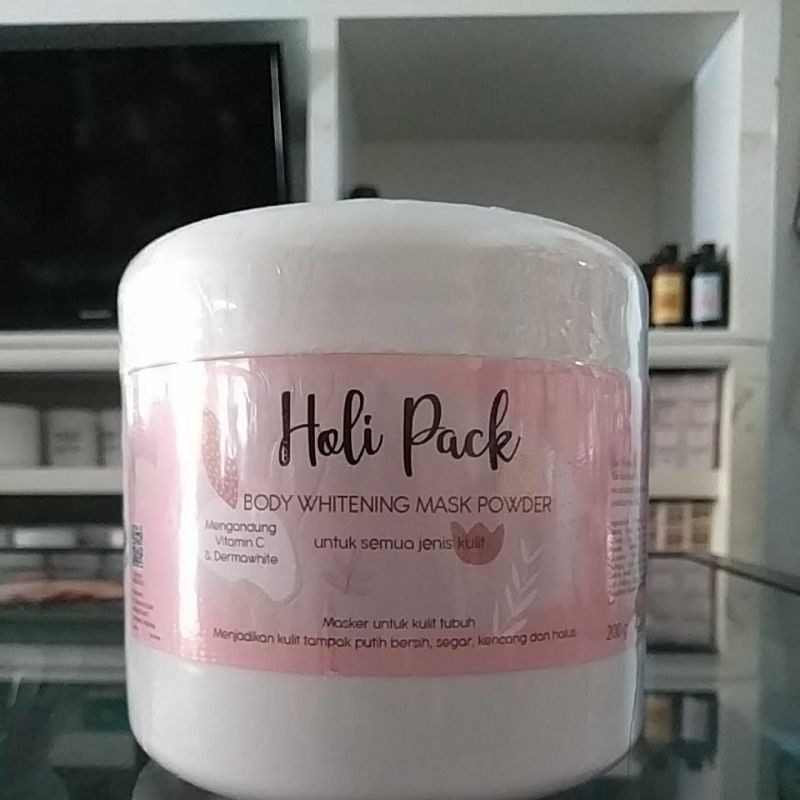 Holi Pack
BODY WHITENING MASK POWDER
Mengandung
Vitamin C
& Dermawhite
untuk semua jenis kulit
Masker untuk kulit tubuh
Menjadikan kulit tampak putih bersih, segar, kencang dan halus
200 g